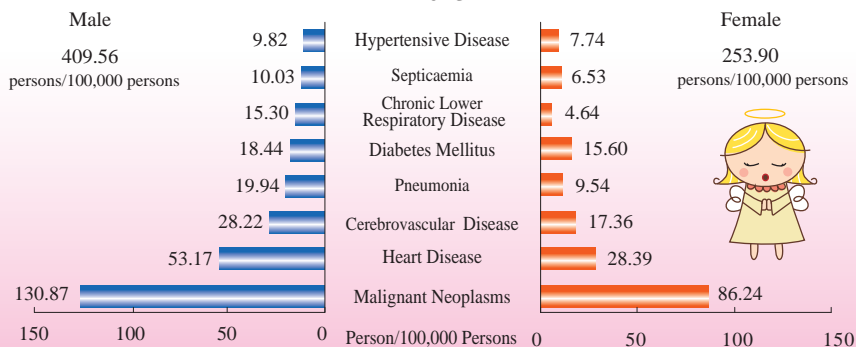 Male
409.56
persons/100,000 persons
Female
253.90
persons/100,000 persons
9.82 Hypertensive Disease 7.74
10.03 Septicaemia 6.53
15.30 Chronic Lower
Respiratory Disease 4.64
18.44 Diabetes Mellitus 15.60
19.94 Pneumonia 9.54
28.22 Cerebrovascular Disease 17.36
53.17 Heart Disease 28.39
130.87 Malignant Neoplasms 86.24
150 100 50 0 Person/100,000 Persons 0 50 100 150